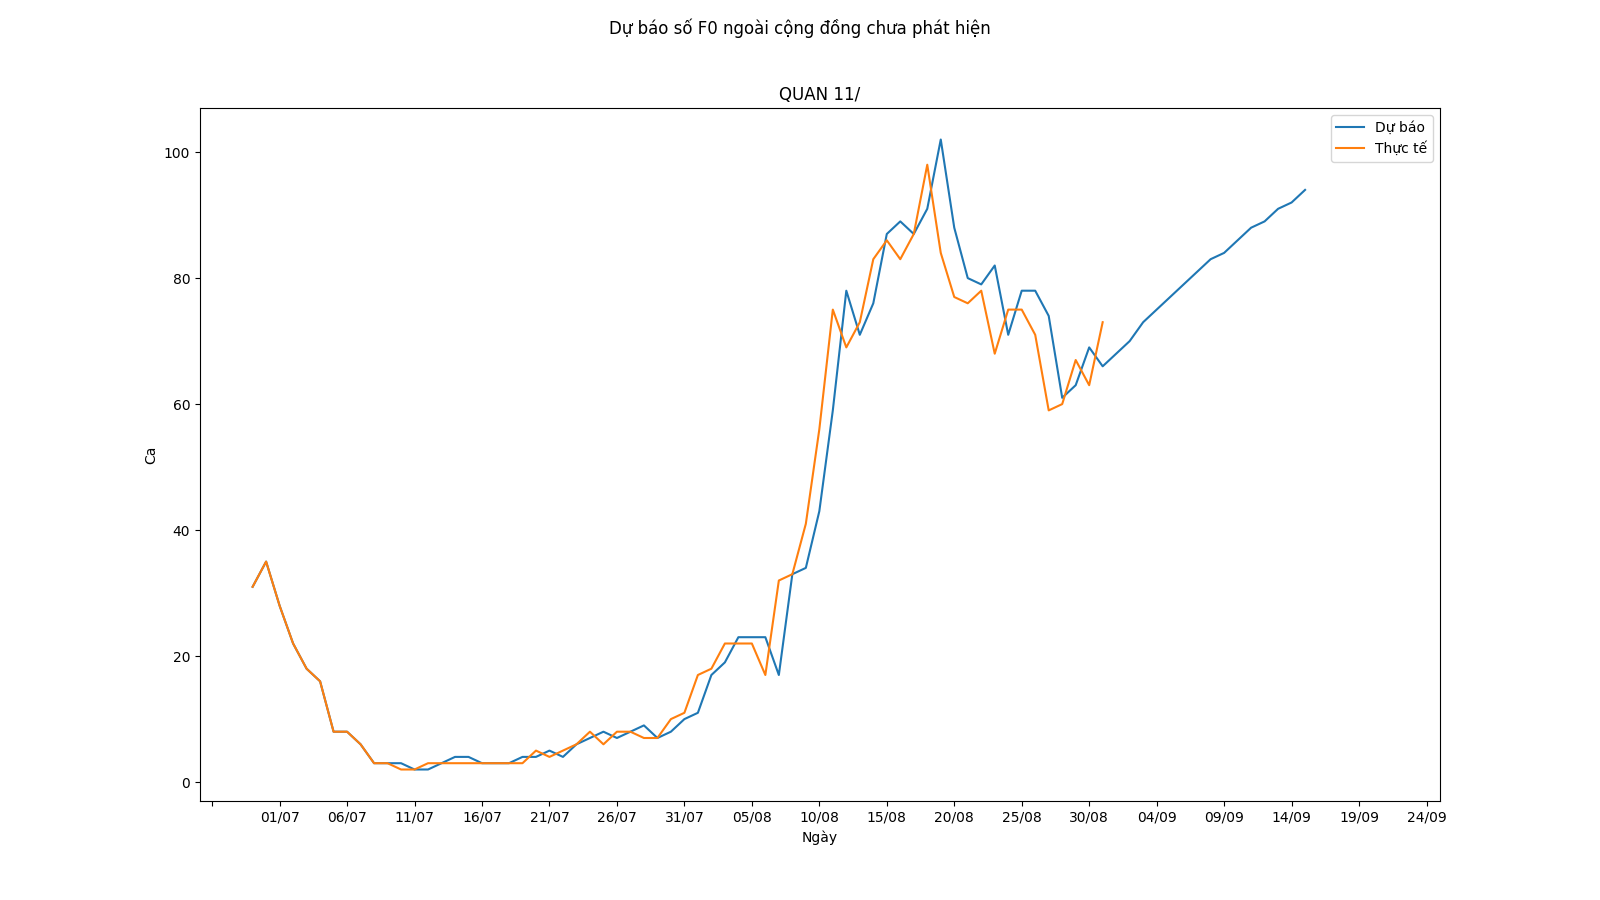 Dự báo số F0 ngoài cộng đồng chưa phát hiện
QUAN 11/
Dự báo
Thực tế
100
80
60
40
20
0
Ca
01/07 06/07 11/07 16/07 21/07 26/07 31/07 05/08 10/08 15/08 20/08 25/08 30/08 04/09 09/09 14/09 19/09 24/09
Ngày